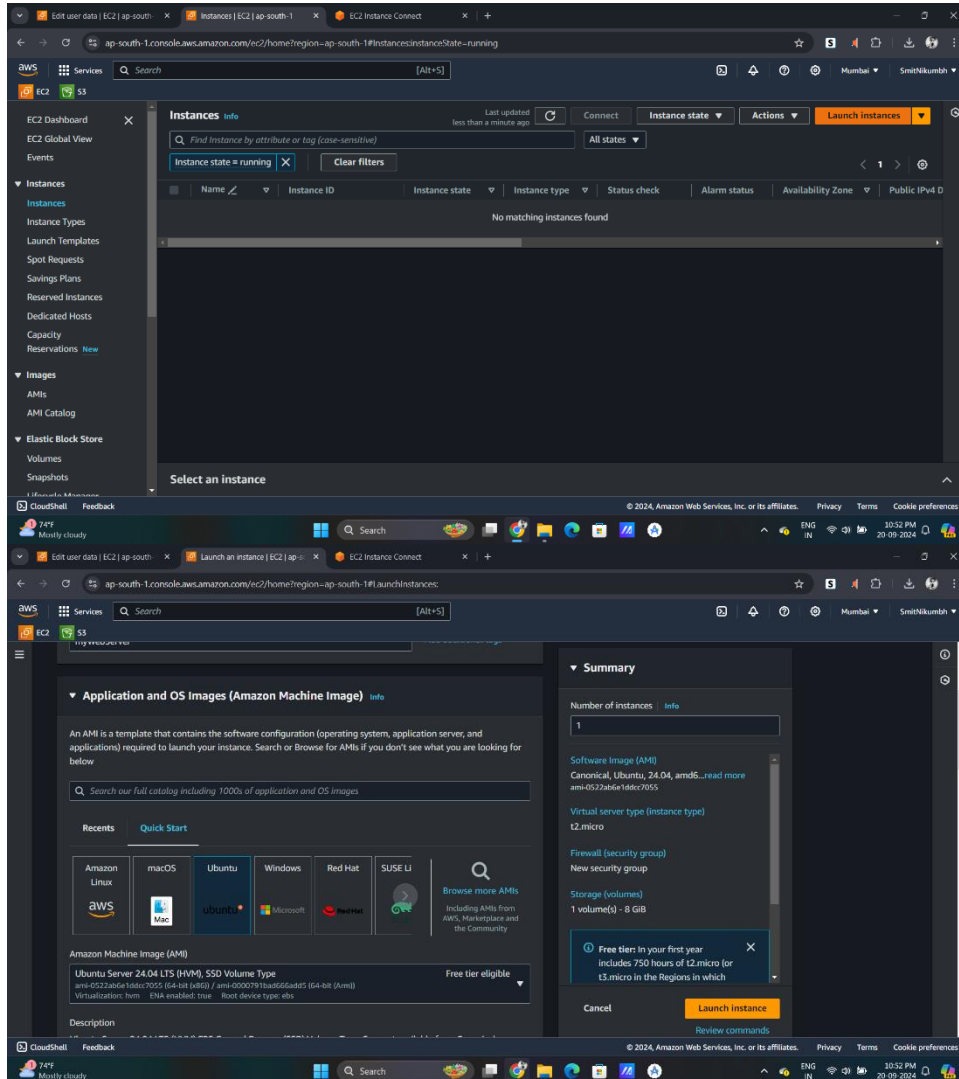 Edit user data | EC2 | ap-south-
Instances | EC2 | ap-south-1
EC2 Instance Connect
ap-south-1.console.aws.amazon.com/ec2/home?region=ap-south-1#Instances:instanceState=running
aws
Services
Search
[Alt+S]
Mumbai
SmitNikumbh
EC2
S3
EC2 Dashboard
EC2 Global View
Events
Instances
Instances
Instance Types
Launch Templates
Spot Requests
Savings Plans
Reserved Instances
Dedicated Hosts
Capacity
Reservations New
Images
AMIs
AMI Catalog
Elastic Block Store
Volumes
Snapshots
Lifecycle Manager
Instances Info
Last updated
less than a minute ago
Connect
Instance state
Actions
Launch instances
Find Instance by attribute or tag (case-sensitive)
All states
Instance state = running
Clear filters
1
Name
Instance ID
Instance state
Instance type
Status check
Alarm status
Availability Zone
Public IPv4 D
No matching instances found
Select an instance
CloudShell
Feedback
© 2024, Amazon Web Services, Inc. or its affiliates.
Privacy
Terms
Cookie preferences
1
74°F
Mostly cloudy
Search
ENG
IN
10:52 PM
20-09-2024
Edit user data | EC2 | ap-south-
Launch an instance | EC2 | ap-s
EC2 Instance Connect
ap-south-1.console.aws.amazon.com/ec2/home?region=ap-south-1#LaunchInstances:
aws
Services
Search
[Alt+S]
Mumbai
SmitNikumbh
EC2
S3
myWebServer
Application and OS Images (Amazon Machine Image) Info
An AMI is a template that contains the software configuration (operating system, application server, and
applications) required to launch your instance. Search or Browse for AMIs if you don't see what you are looking for
below
Search our full catalog including 1000s of application and OS images
Recents
Quick Start
Amazon
Linux
aws
macOS
Mac
Ubuntu
ubuntu
Windows
Microsoft
Red Hat
Red Hat
SUSE Li
Browse more AMIs
Including AMIs from
AWS, Marketplace and
the Community
Amazon Machine Image (AMI)
Ubuntu Server 24.04 LTS (HVM), SSD Volume Type
Free tier eligible
ami-0522ab6e1ddcc7055 (64-bit (x86)) / ami-0000791bad666add5 (64-bit (Arm))
Virtualization: hvm ENA enabled: true Root device type: ebs
Description
Summary
Number of instances Info
1
Software Image (AMI)
Canonical, Ubuntu, 24.04, amd6...read more
ami-0522ab6e1ddcc7055
Virtual server type (instance type)
t2.micro
Firewall (security group)
New security group
Storage (volumes)
1 volume(s) - 8 GiB
Free tier: In your first year
includes 750 hours of t2.micro (or
t3.micro in the Regions in which
Cancel
Launch instance
Review commands
CloudShell
Feedback
© 2024, Amazon Web Services, Inc. or its affiliates.
Privacy
Terms
Cookie preferences
74°F
Mostly cloudy
Search
ENG
IN
10:52 PM
20-09-2024